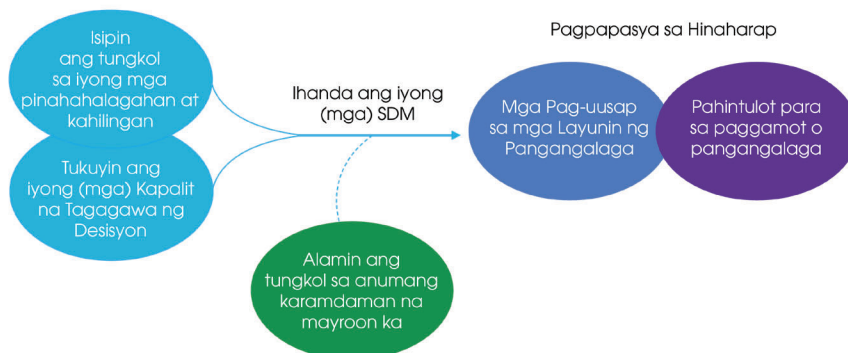 Isipin
ang tungkol
sa iyong mga
pinahahalagahan at
kahilingan
Tukuyin ang
iyong (mga) Kapalit
na Tagagawa ng
Desisyon
Ihanda ang iyong
(mga) SDM
Alamin ang
tungkol sa anumang
karamdaman na
mayroon ka
Pagpapasya sa Hinaharap
Mga Pag-uusap
sa mga Layunin ng
Pangangalaga
Pahintulot para
sa paggamot o
pangangalaga